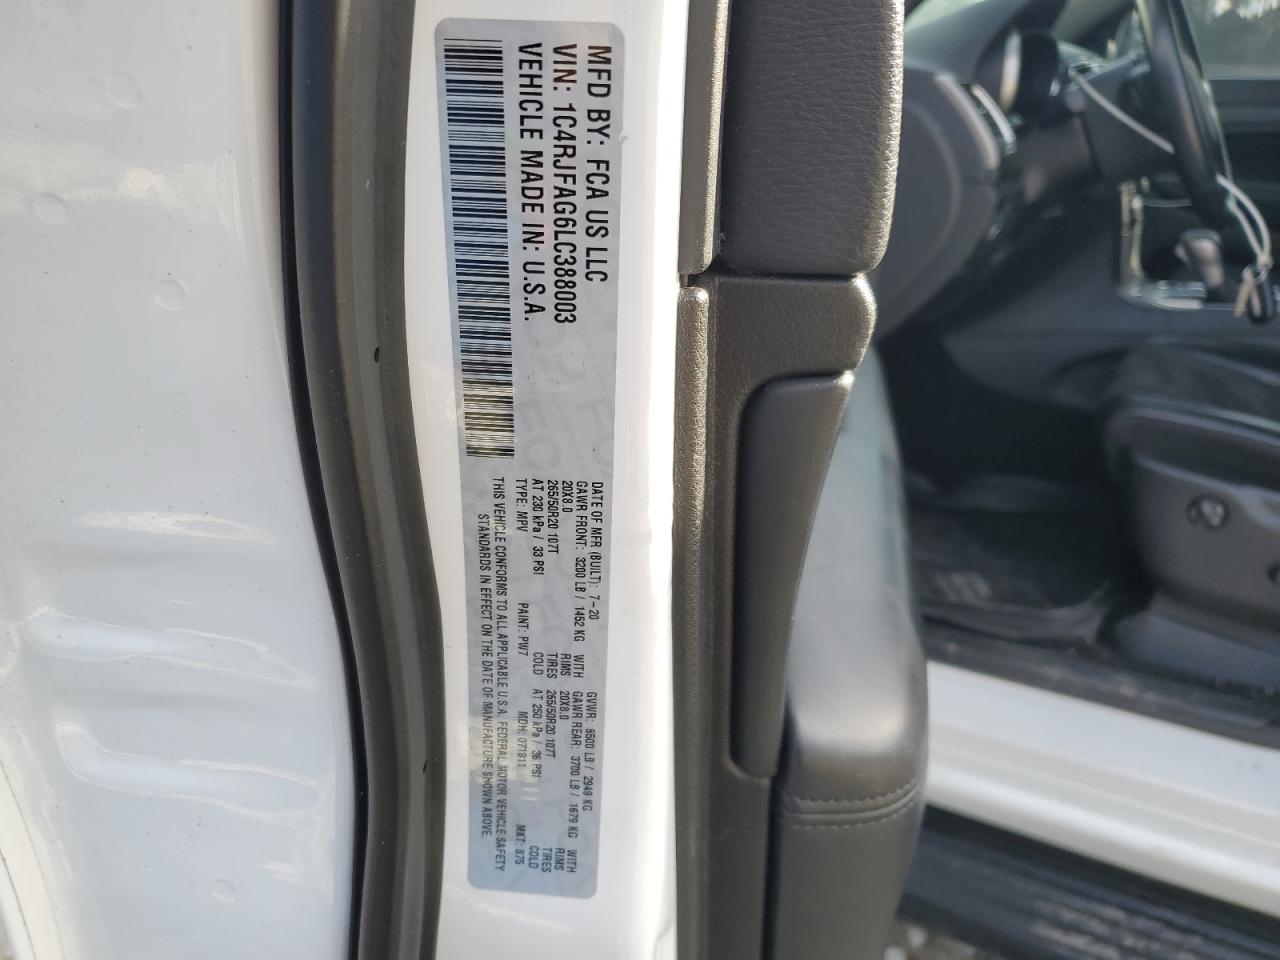 MFD BY: FCA US LLC
VIN: 1C4RJFAG6LC388003
VEHICLE MADE IN: U.S.A.
DATE OF MFR (BUILT): 7-20 GVWR: 6500 LB / 2949 KG
GAWR FRONT: 3200 LB / 1452 KG WITH GAWR REAR: 3700 LB / 1679 KG WITH
20X8.0 RIMS 20X8.0 RIMS
265/50R20 107T TIRES 265/50R20 107T TIRES
AT 230 kPa / 33 PSI COLD AT 250 kPa / 36 PSI COLD
TYPE: MPV PAINT: PW7 MDH: 071811 MKT: 875
THIS VEHICLE CONFORMS TO ALL APPLICABLE U.S.A. FEDERAL MOTOR VEHICLE SAFETY
STANDARDS IN EFFECT ON THE DATE OF MANUFACTURE SHOWN ABOVE.